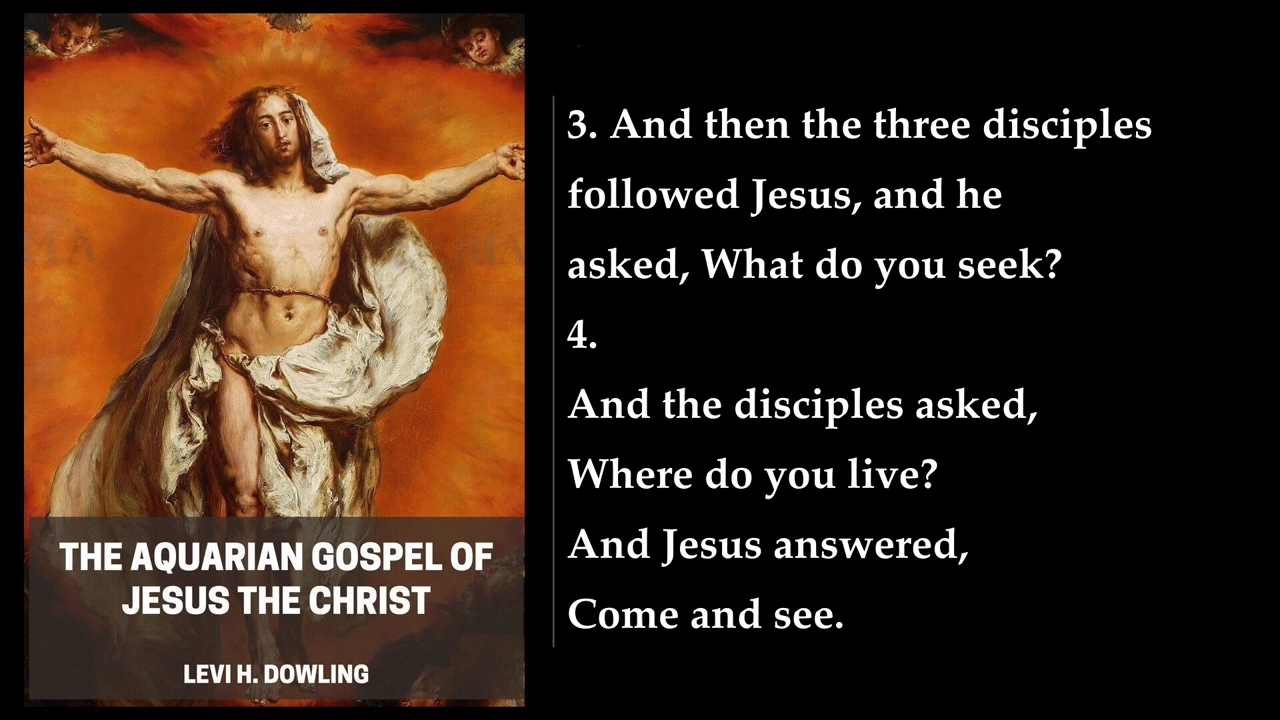 THE AQUARIAN GOSPEL OF
JESUS THE CHRIST
LEVI H. DOWLING
3. And then the three disciples
followed Jesus, and he
asked, What do you seek?
4.
And the disciples asked,
Where do you live?
And Jesus answered,
Come and see.